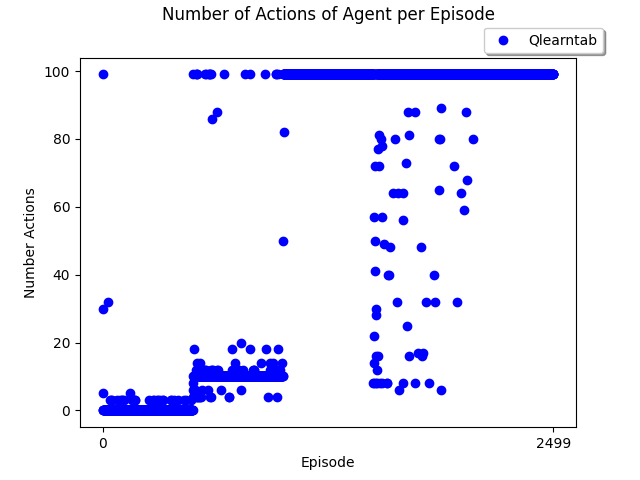 Number of Actions of Agent per Episode
Qlearntab
100
80
60
40
20
0
Number Actions
0
2499
Episode